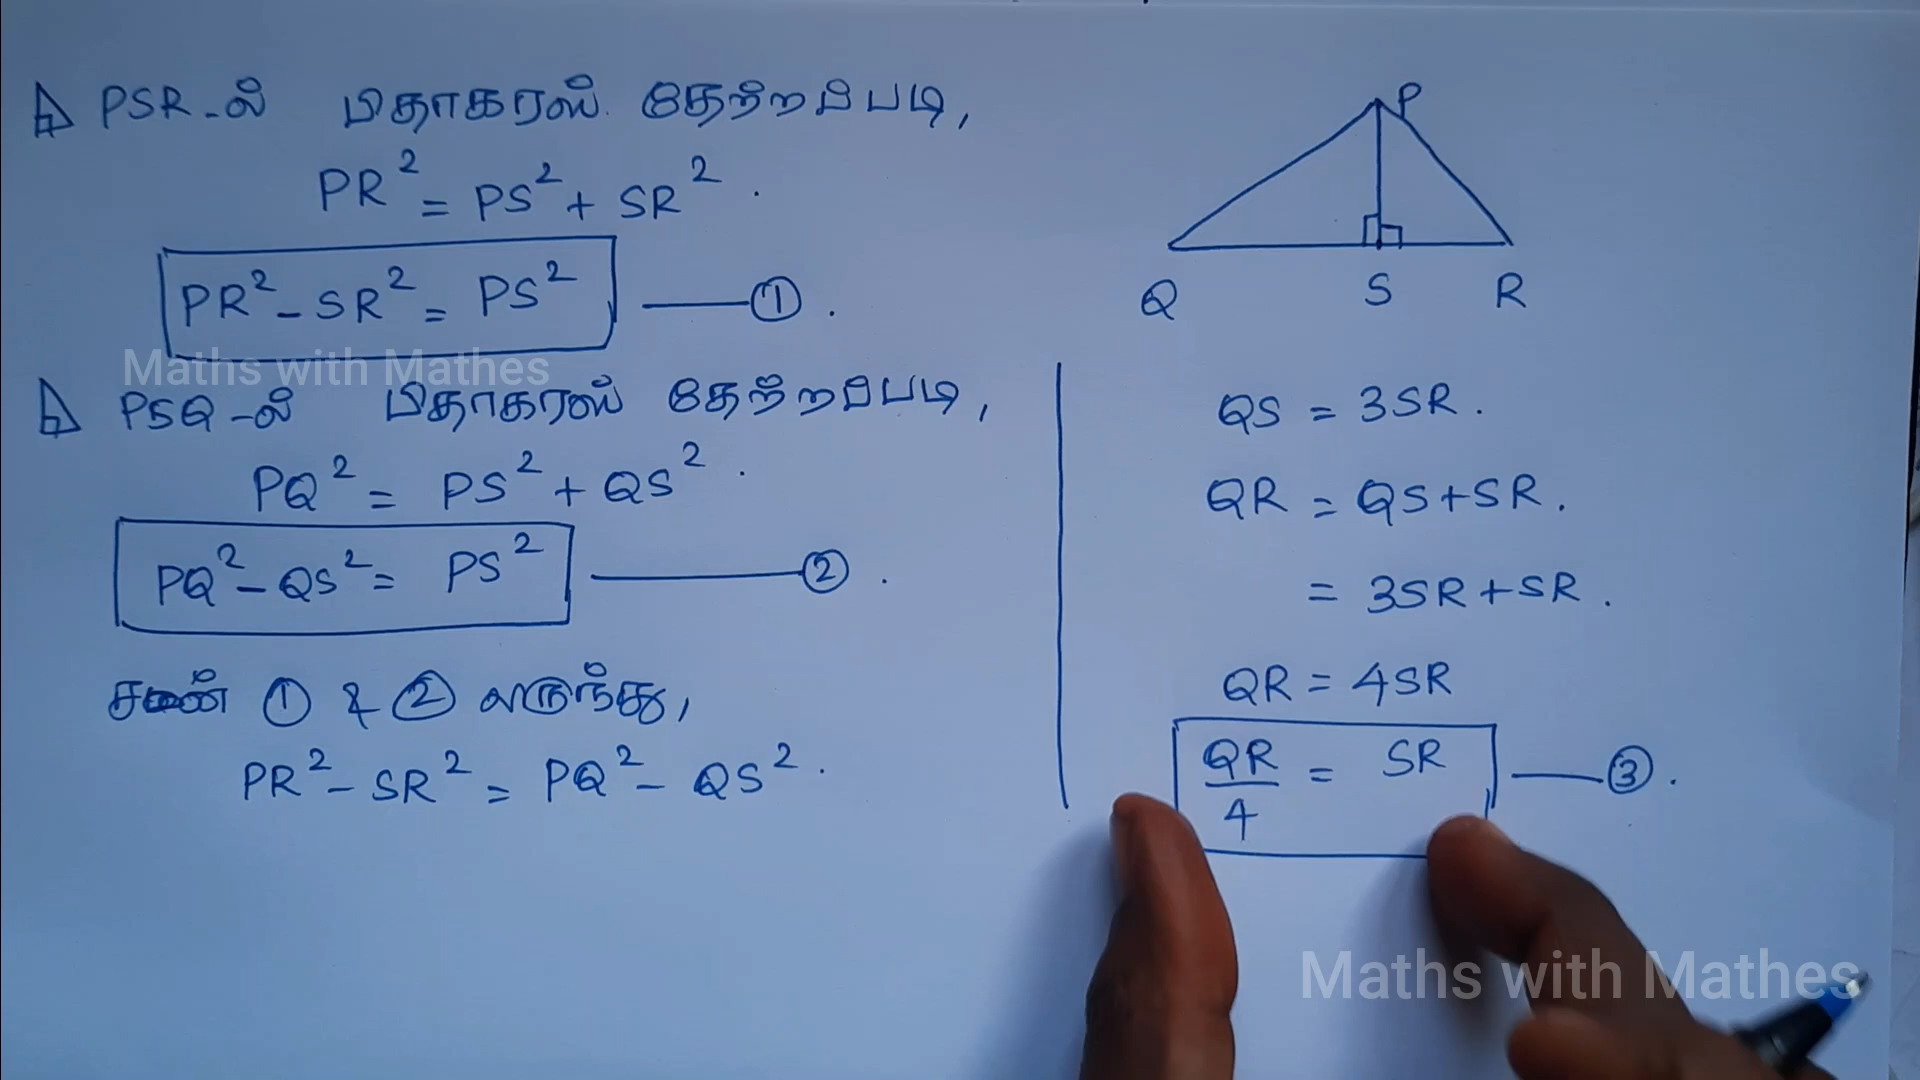 △ PSR-ல் பிதாகரஸ் தேற்றப்படி,
PR² = PS² + SR².
PR² - SR² = PS² —— ①.
Maths with Mathes
△ PSQ-ல் பிதாகரஸ் தேற்றப்படி,
PQ² = PS² + QS².
PQ² - QS² = PS² —— ②.
சமன் ① & ② லிருந்து,
PR² - SR² = PQ² - QS².
P
Q S R
QS = 3SR.
QR = QS+SR.
= 3SR+SR.
QR = 4SR
QR/4 = SR —— ③.
Maths with Mathes